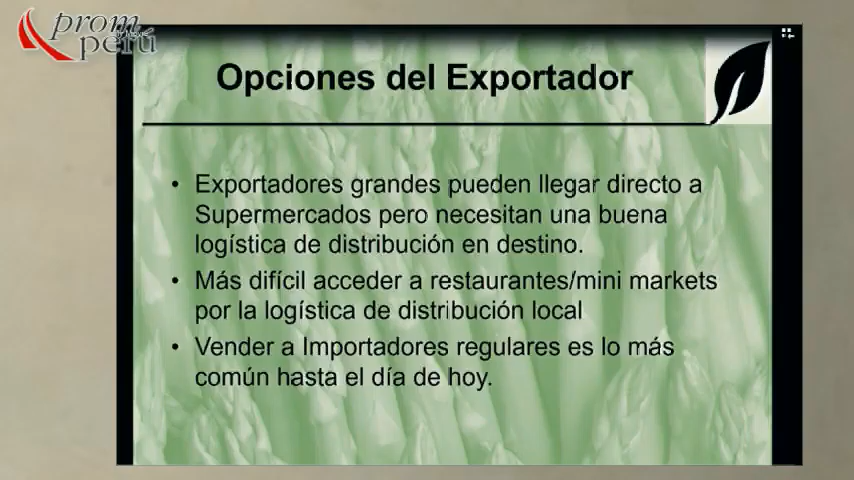 prom
perú
Opciones del Exportador
• Exportadores grandes pueden llegar directo a
Supermercados pero necesitan una buena
logística de distribución en destino.
• Más difícil acceder a restaurantes/mini markets
por la logística de distribución local
• Vender a Importadores regulares es lo más
común hasta el día de hoy.